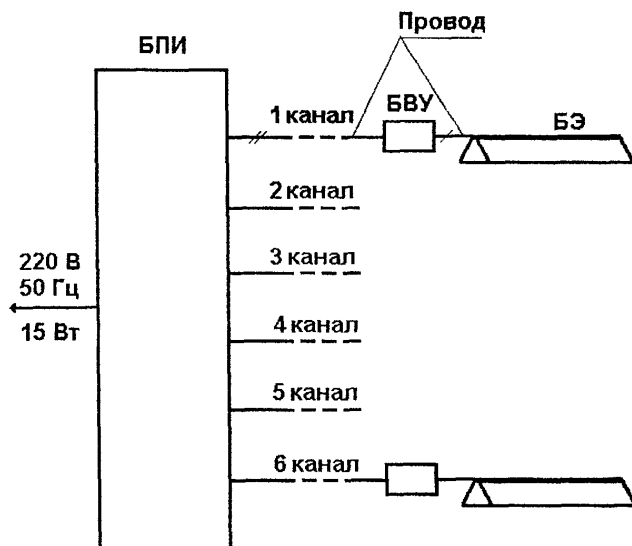 Провод
БПИ
1 канал
БВУ
БЭ
2 канал
3 канал
220 В
50 Гц
15 Вт
4 канал
5 канал
6 канал